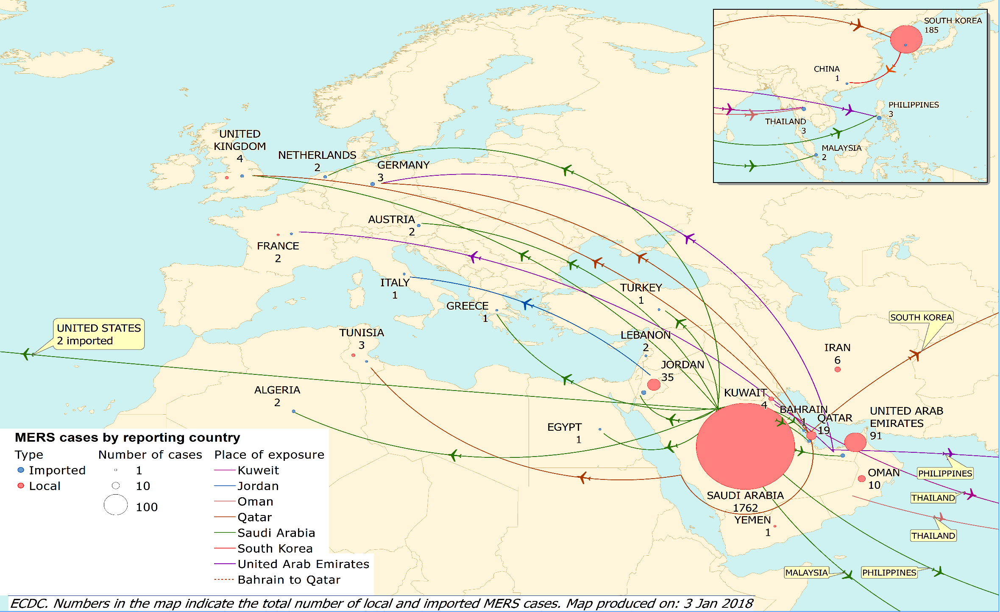 SOUTH KOREA
185
CHINA
1
PHILIPPINES
3
THAILAND
3
MALAYSIA
2
UNITED
KINGDOM
4
NETHERLANDS
2
GERMANY
3
AUSTRIA
2
FRANCE
2
ITALY
1
GREECE
1
TURKEY
1
LEBANON
2
JORDAN
35
UNITED STATES
2 imported
TUNISIA
3
ALGERIA
2
EGYPT
1
SOUTH KOREA
IRAN
6
KUWAIT
4
BAHRAIN
1
QATAR
19
UNITED ARAB
EMIRATES
91
PHILIPPINES
OMAN
10
THAILAND
THAILAND
SAUDI ARABIA
1762
YEMEN
1
MALAYSIA
PHILIPPINES
MERS cases by reporting country
Type
Imported
Local
Number of cases
1
10
100
Place of exposure
Kuweit
Jordan
Oman
Qatar
Saudi Arabia
South Korea
United Arab Emirates
Bahrain to Qatar
ECDC. Numbers in the map indicate the total number of local and imported MERS cases. Map produced on: 3 Jan 2018